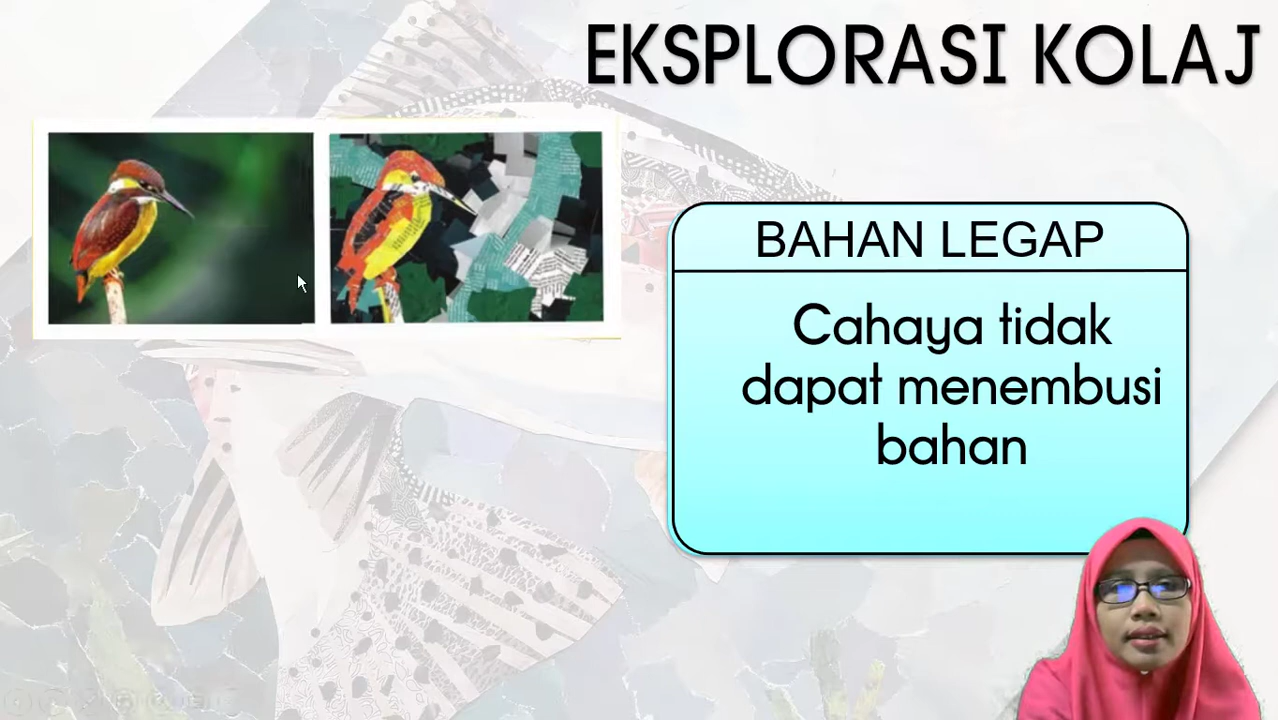 EKSPLORASI KOLAJ
BAHAN LEGAP
Cahaya tidak
dapat menembusi
bahan